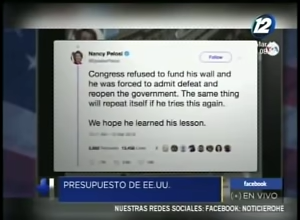 12
Nancy Pelosi
@SpeakerPelosi
Follow
Congress refused to fund his wall and
he was forced to admit defeat and
reopen the government. The same thing
will repeat itself if he tries this again.
We hope he learned his lesson.
PRESUPUESTO DE EE.UU.
facebook
EN VIVO
NUESTRAS REDES SOCIALES: FACEBOOK: NOTICIEROHE